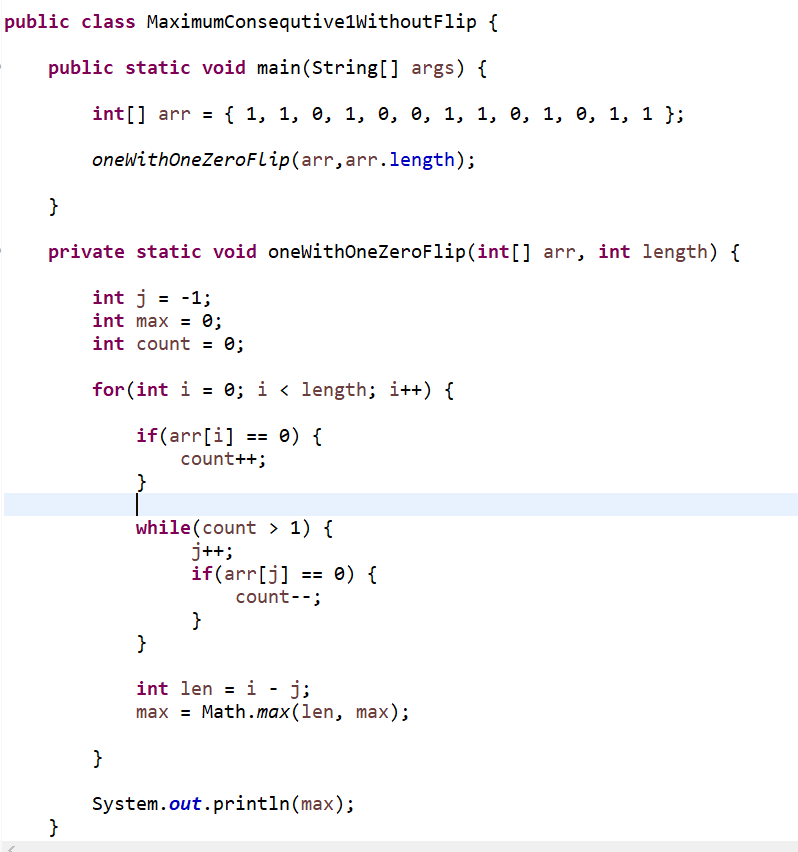 public class MaximumConsequtive1WithoutFlip {
public static void main(String[] args) {
int[] arr = { 1, 1, 0, 1, 0, 0, 1, 1, 0, 1, 0, 1, 1 };
oneWithOneZeroFlip(arr,arr.length);
}
private static void oneWithOneZeroFlip(int[] arr, int length) {
int j = -1;
int max = 0;
int count = 0;
for(int i = 0; i < length; i++) {
if(arr[i] == 0) {
count++;
}
while(count > 1) {
j++;
if(arr[j] == 0) {
count--;
}
}
int len = i - j;
max = Math.max(len, max);
}
System.out.println(max);
}